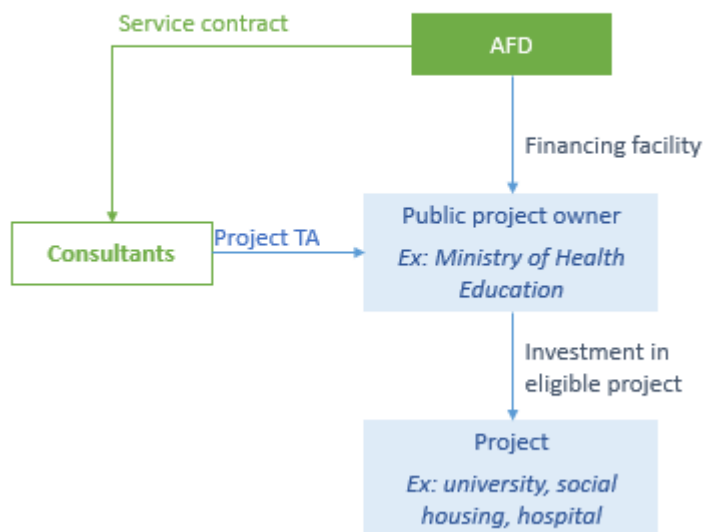 Service contract
AFD
Financing facility
Public project owner
Ex: Ministry of Health
Education
Consultants
Project TA
Investment in
eligible project
Project
Ex: university, social
housing, hospital